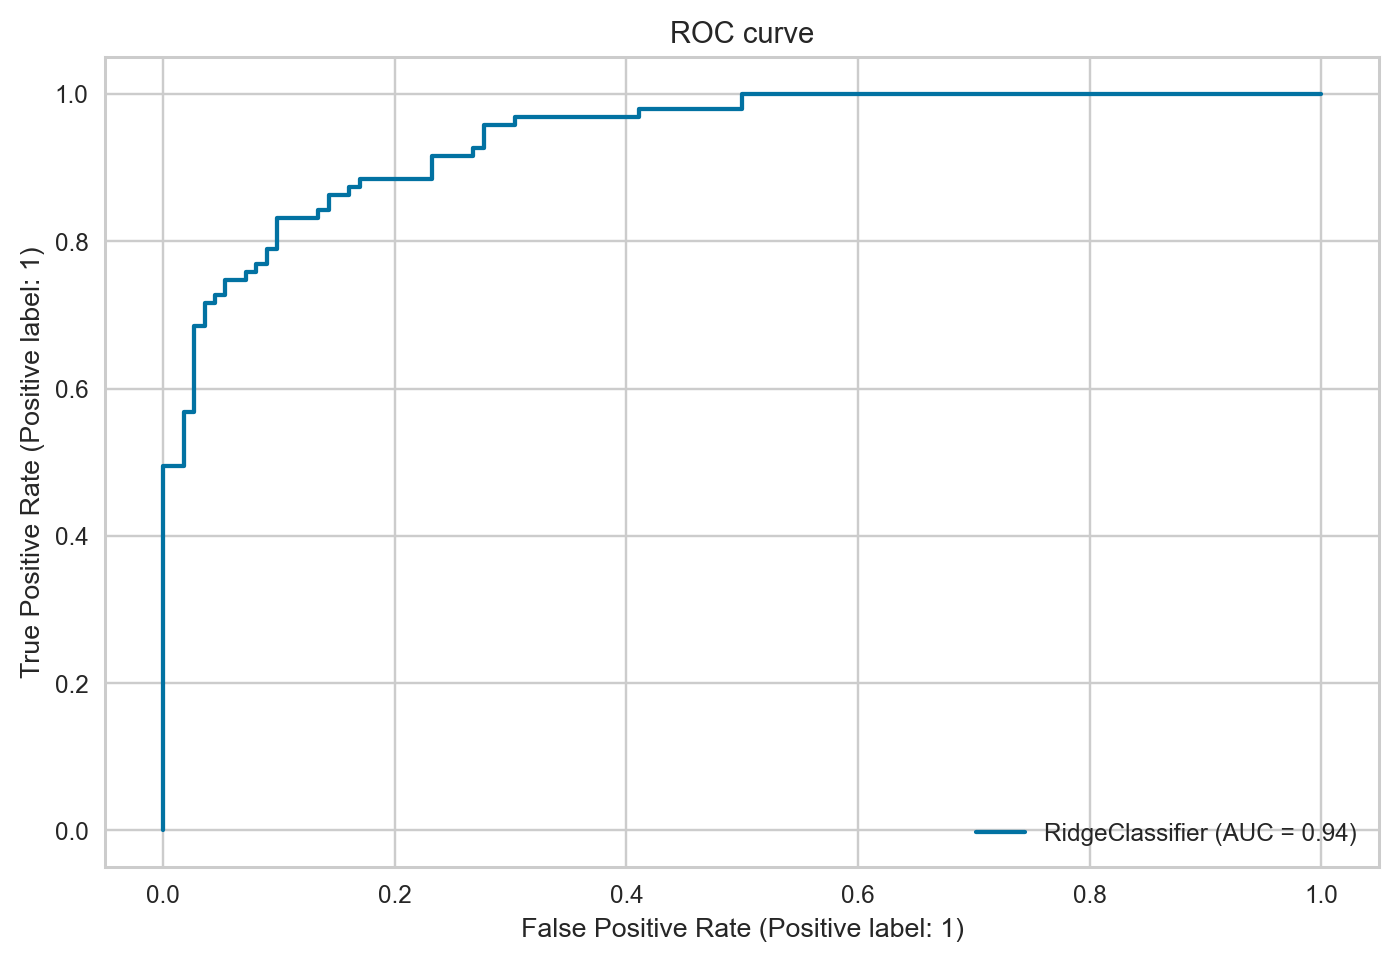 ROC curve
1.0
0.8
0.6
0.4
0.2
0.0
True Positive Rate (Positive label: 1)
RidgeClassifier (AUC = 0.94)
0.0 0.2 0.4 0.6 0.8 1.0
False Positive Rate (Positive label: 1)